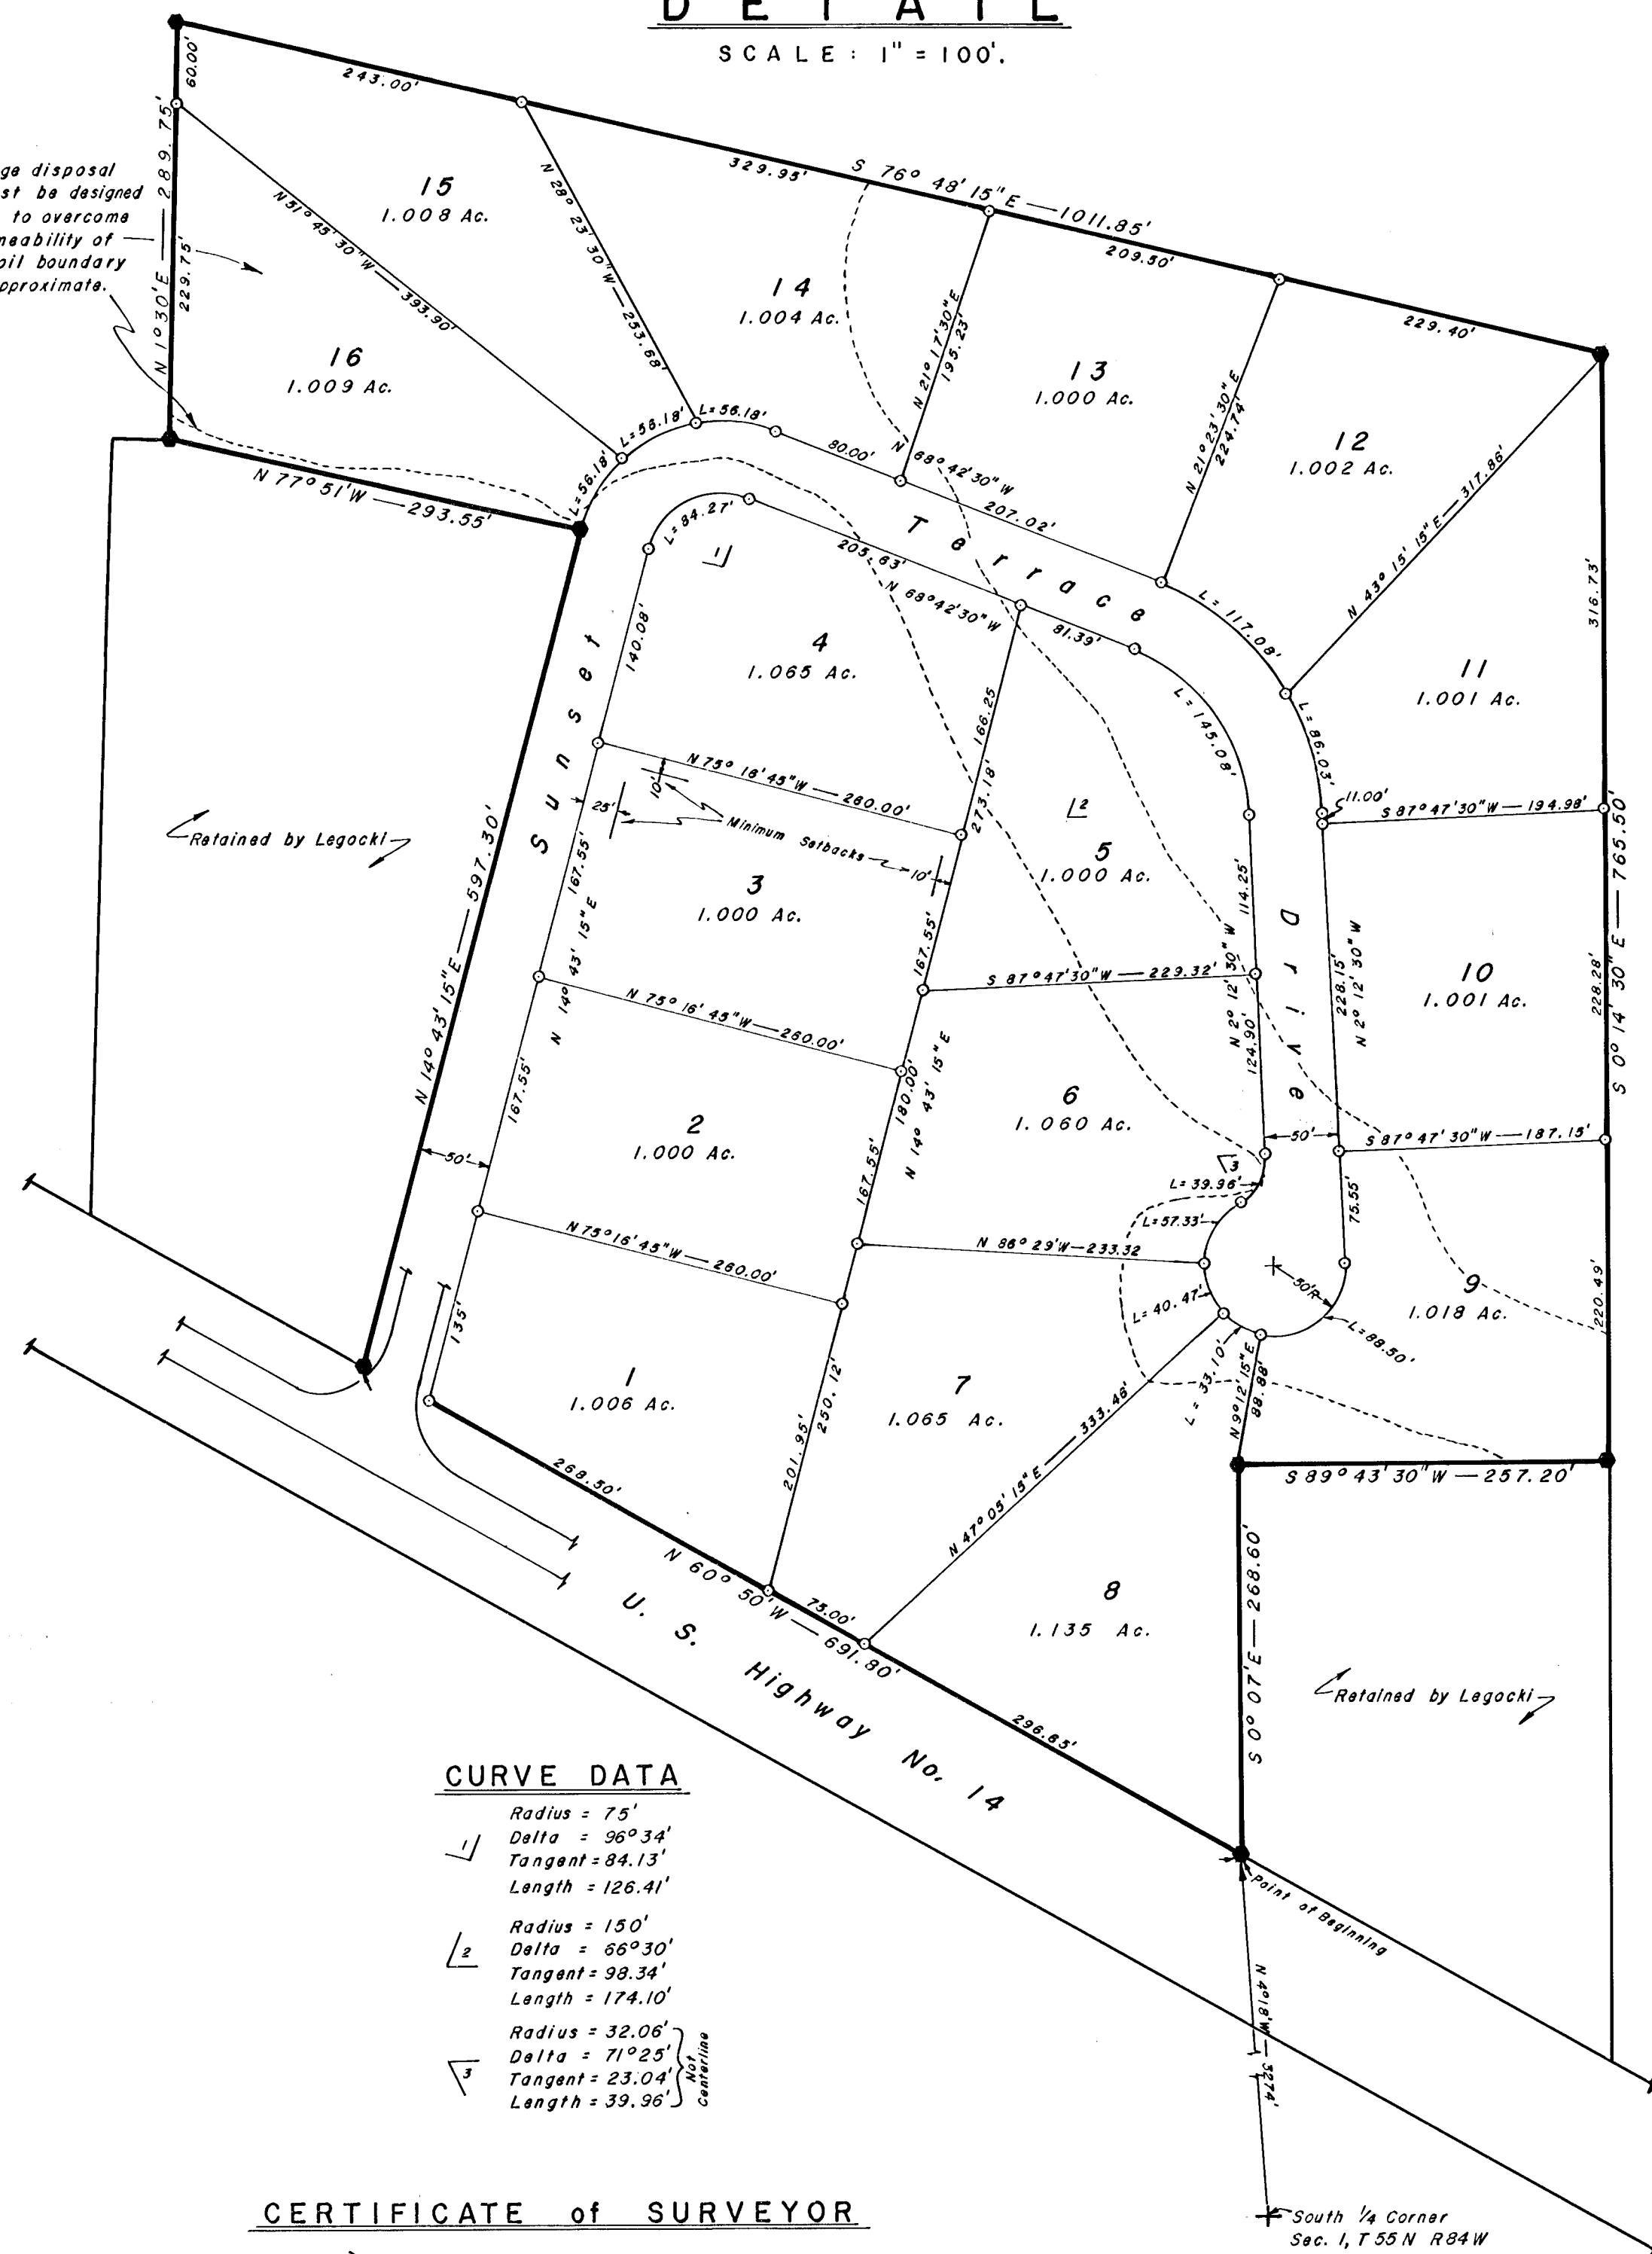 DETAIL
SCALE: 1" = 100'.
60.00'
243.00'
N 1° 30' E — 289.75'
229.75'
ge disposal
st be designed
to overcome
meability of
oil boundary
approximate.
15
1.008 Ac.
N 51° 45' 30" W — 393.90'
N 28° 23' 30" W — 253.68'
329.95'
S 76° 48' 15" E — 1011.85'
209.50'
229.40'
14
1.004 Ac.
N 21° 17' 30" E
195.23'
13
1.000 Ac.
N 21° 23' 30" E
224.74'
12
1.002 Ac.
N 43° 15' 15" E — 317.86'
316.73'
16
1.009 Ac.
N 77° 51' W — 293.55'
L= 56.18'
L= 56.18'
L= 56.18'
80.00'
N 68° 42' 30" W
207.02'
Sunset Terrace Drive
L= 84.27'
1
205.63'
N 68° 42' 30" W
81.39'
L= 117.08'
L= 86.03'
L= 145.08'
11
1.001 Ac.
11.00'
S 87° 47' 30" W — 194.98'
S 0° 14' 30" E — 765.50'
140.08'
4
1.065 Ac.
166.25
273.18'
N 75° 16' 45" W — 260.00'
10'
25'
Minimum Setbacks
10'
2
5
1.000 Ac.
114.25'
Retained by Legocki
N 14° 43' 15" E — 597.30'
167.55'
N 14° 43' 15" E
3
1.000 Ac.
167.55'
S 87° 47' 30" W — 229.32'
N 2° 12' 30" W
124.90'
228.15'
N 2° 12' 30" W
10
1.001 Ac.
228.28'
N 75° 16' 45" W — 260.00'
167.55'
180.00'
N 14° 43' 15" E
6
1.060 Ac.
2
1.000 Ac.
50'
167.55'
50'
S 87° 47' 30" W — 187.15'
3
L= 39.96'
L= 57.33'
75.55'
N 75° 16' 45" W — 260.00'
N 86° 29' W — 233.32
50'R
L= 40.47'
L= 33.10'
L= 88.50'
9
1.018 Ac.
220.49'
135'
1
1.006 Ac.
250.12'
201.95'
7
1.065 Ac.
N 9° 12' 15" E
88.88'
N 47° 05' 15" E — 333.46'
S 89° 43' 30" W — 257.20'
268.50'
N 60° 50' W — 691.80'
75.00'
296.65'
8
1.135 Ac.
S 0° 07' E — 268.60'
Retained by Legocki
U. S. Highway No. 14
Point of Beginning
N 4° 18' W — 3274'
CURVE DATA
1
Radius = 75'
Delta = 96° 34'
Tangent = 84.13'
Length = 126.41'
2
Radius = 150'
Delta = 66° 30'
Tangent = 98.34'
Length = 174.10'
3
Radius = 32.06'
Delta = 71° 25'
Tangent = 23.04'
Length = 39.96'
Not
Centerline
CERTIFICATE of SURVEYOR
South 1/4 Corner
Sec. 1, T 55 N R 84 W